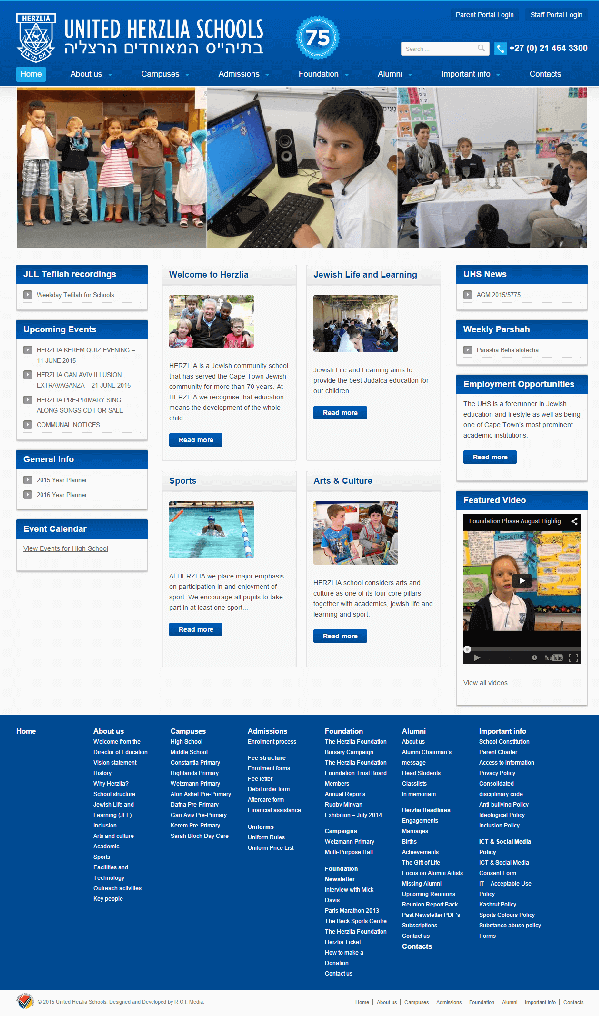 Parent Portal Login
Staff Portal Login
HERZLIA
UNITED HERZLIA SCHOOLS
בתיה״ס המאוחדים הרצליה
75
Search ...
+27 (0) 21 464 3300
Home
About us
Campuses
Admissions
Foundation
Alumni
Important info
Contacts
JLL Tefilah recordings
Weekday Tefilah for Schools
Upcoming Events
HERZLIA KEREM QUIZ EVENING –
11 JUNE 2015
HERZLIA GAN AVIV ILLUSION
EXTRAVAGANZA – 21 JUNE 2015
HERZLIA PRE-PRIMARY SING
ALONG SONGS CD FOR SALE
COMMUNAL NOTICES
General Info
2015 Year Planner
2016 Year Planner
Event Calendar
View Events for High School
Welcome to Herzlia
HERZLIA is a Jewish community school
that has served the Cape Town Jewish
community for more than 70 years. At
HERZLIA we recognise that education
means the development of the whole
child.
Read more
Jewish Life and Learning
Jewish Life and Learning aims to
provide the best Judaica education for
our children.
Read more
Sports
At HERZLIA we place major emphasis
on participation in and enjoyment of
sport. We encourage all pupils to take
part in at least one sport...
Read more
Arts & Culture
HERZLIA school considers arts and
culture as one of its four core pillars,
together with academics, jewish life and
learning and sport.
Read more
UHS News
AGM 2015/5775
Weekly Parshah
Parasha Beha'alotecha
Employment Opportunities
The UHS is a forerunner in Jewish
education and lifestyle as well as being
one of Cape Town's most prominent
academic institutions.
Read more
Featured Video
Foundation Phase August Highlig
View all videos
Home
About us
Welcome from the
Director of Education
Vision statement
History
Why Herzlia?
School structure
Jewish Life and
Learning (JLL)
Inclusion
Arts and culture
Academic
Sports
Facilities and
Technology
Outreach activities
Key people
Campuses
High School
Middle School
Constantia Primary
Highlands Primary
Weizmann Primary
Alon Ashel Pre-Primary
Dafna Pre-Primary
Gan Aviv Pre-Primary
Kerem Pre-Primary
Sarah Bloch Day Care
Admissions
Enrolment process
Fee structure
Enrolment forms
Fee letter
Debit order form
Aftercare form
Financial assistance
Uniforms
Uniform Rules
Uniform Price List
Foundation
The Herzlia Foundation
Bursary Campaign
The Herzlia Foundation
Foundation Trust Board
Members
Annual Reports
Rugby Minyan
Exhibition – July 2014
Campaigns
Weizmann Primary
Multi-Purpose Hall
Foundation
Newsletter
Interview with Mick
Davis
Paris Marathon 2013
The Beck Sports Centre
The Herzlia Foundation
Herzlia Ticket
How to make a
Donation
Contact us
Alumni
About us
Alumni Chairman's
message
Head Students
Classlists
In memoriam
Herzlia Headlines
Engagements
Marriages
Births
Achievements
The Gift of Life
Focus on Alumni Artists
Missing Alumni
Upcoming Reunions
Reunion Report Back
Past Newsletter PDF's
Subscriptions
Contact us
Contacts
Important info
School Constitution
Parent Charter
Access to Information
Privacy Policy
Consolidated
disciplinary code
Anti bullying Policy
Ideological Policy
Inclusion Policy
ICT & Social Media
Policy
ICT & Social Media
Consent Form
IT – Acceptable Use
Policy
Kashrut Policy
Sports Colours Policy
Substance abuse policy
Forms
© 2015 United Herzlia Schools. Designed and Developed by R.O.I. Media
Home | About us | Campuses Admissions Foundation Alumni Important info | Contacts